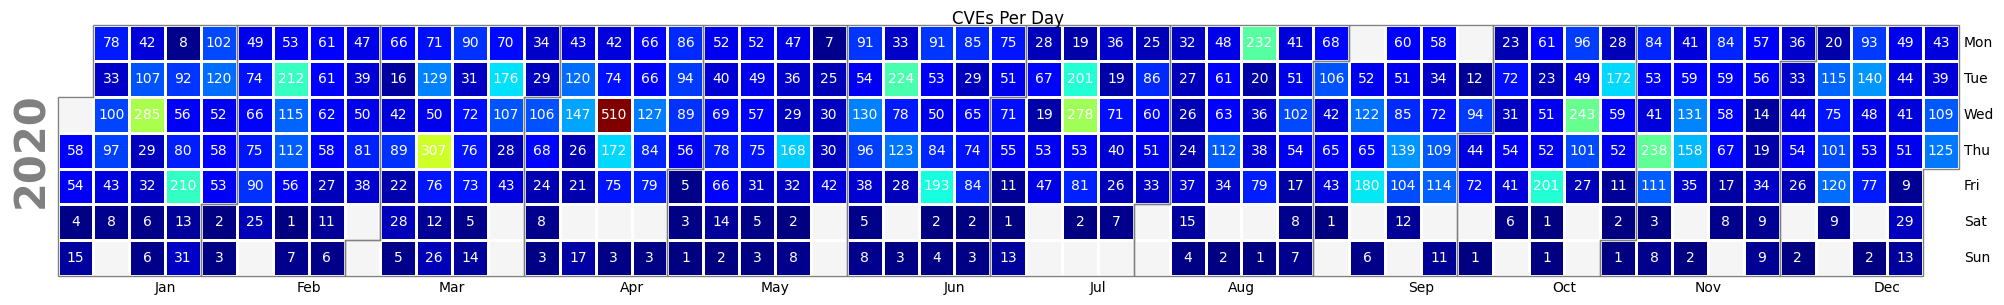 CVEs Per Day
78 42 8 102 49 53 61 47 66 71 90 70 34 43 42 66 86 52 52 47 7 91 33 91 85 75 28 19 36 25 32 48 232 41 68 60 58 23 61 96 28 84 41 84 57 36 20 93 49 43 Mon
33 107 92 120 74 212 61 39 16 129 31 176 29 120 74 66 94 40 49 36 25 54 224 53 29 51 67 201 19 86 27 61 20 51 106 52 51 34 12 72 23 49 172 53 59 59 56 33 115 140 44 39 Tue
100 285 56 52 66 115 62 50 42 50 72 107 106 147 510 127 89 69 57 29 30 130 78 50 65 71 19 278 71 60 26 63 36 102 42 122 85 72 94 31 51 243 59 41 131 58 14 44 75 48 41 109 Wed
58 97 29 80 58 75 112 58 81 89 307 76 28 68 26 172 84 56 78 75 168 30 96 123 84 74 55 53 53 40 51 24 112 38 54 65 65 139 109 44 54 52 101 52 238 158 67 19 54 101 53 51 125 Thu
54 43 32 210 53 90 56 27 38 22 76 73 43 24 21 75 79 5 66 31 32 42 38 28 193 84 11 47 81 26 33 37 34 79 17 43 180 104 114 72 41 201 27 11 111 35 17 34 26 120 77 9 Fri
4 8 6 13 2 25 1 11 28 12 5 8 3 14 5 2 5 2 2 1 2 7 15 8 1 12 6 1 2 3 8 9 9 29 Sat
15 6 31 3 7 6 5 26 14 3 17 3 3 1 2 3 8 8 3 4 3 13 4 2 1 7 6 11 1 1 1 8 2 9 2 2 13 Sun
Jan Feb Mar Apr May Jun Jul Aug Sep Oct Nov Dec
2020